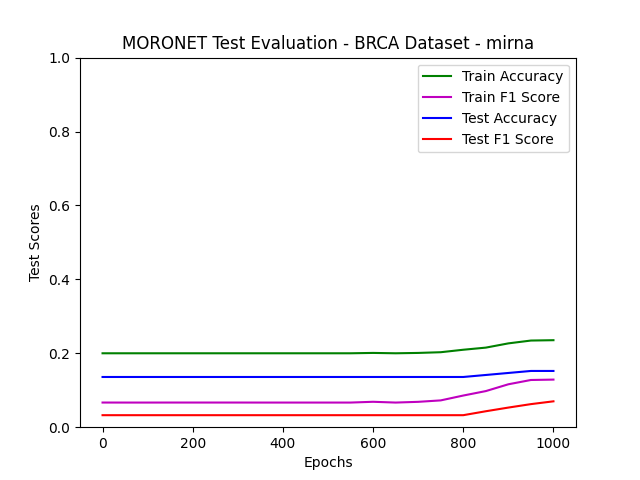 MORONET Test Evaluation - BRCA Dataset - mirna
1.0
0.8
0.6
0.4
0.2
0.0
Test Scores
Train Accuracy
Train F1 Score
Test Accuracy
Test F1 Score
0
200
400
600
800
1000
Epochs